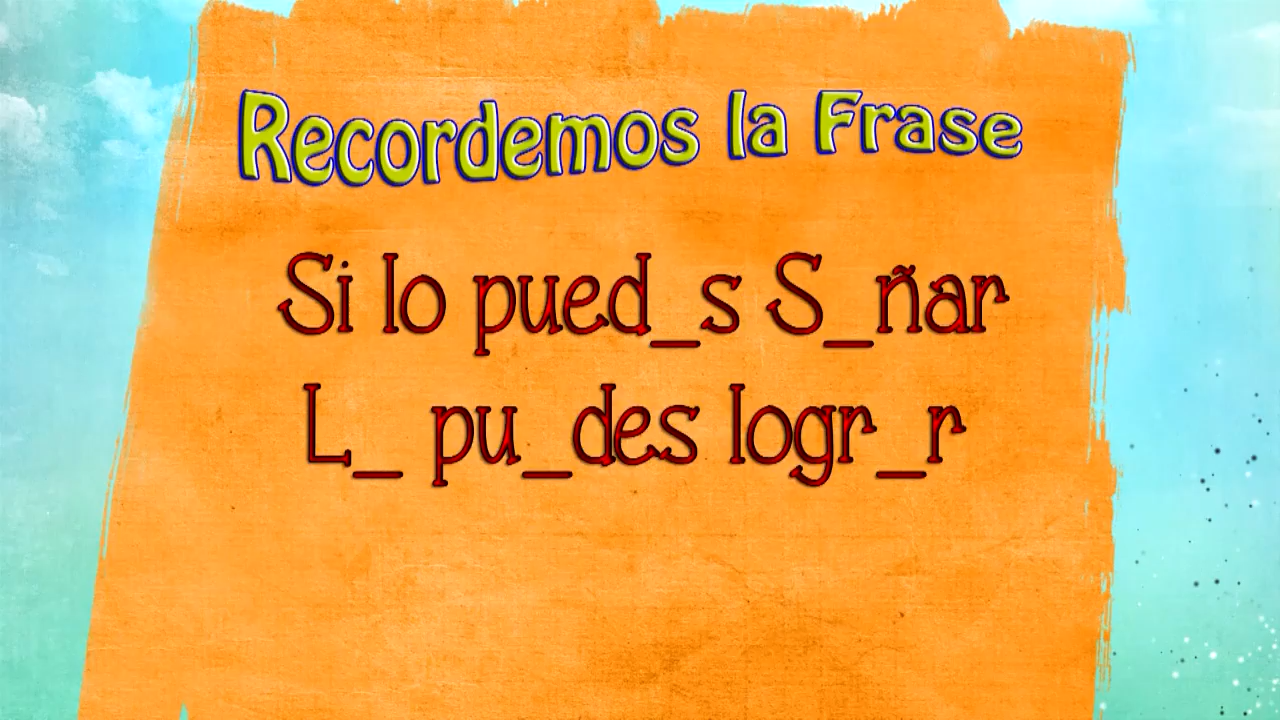 Recordemos la Frase
Si lo pued_s S_ñar
L_ pu_des logr_r